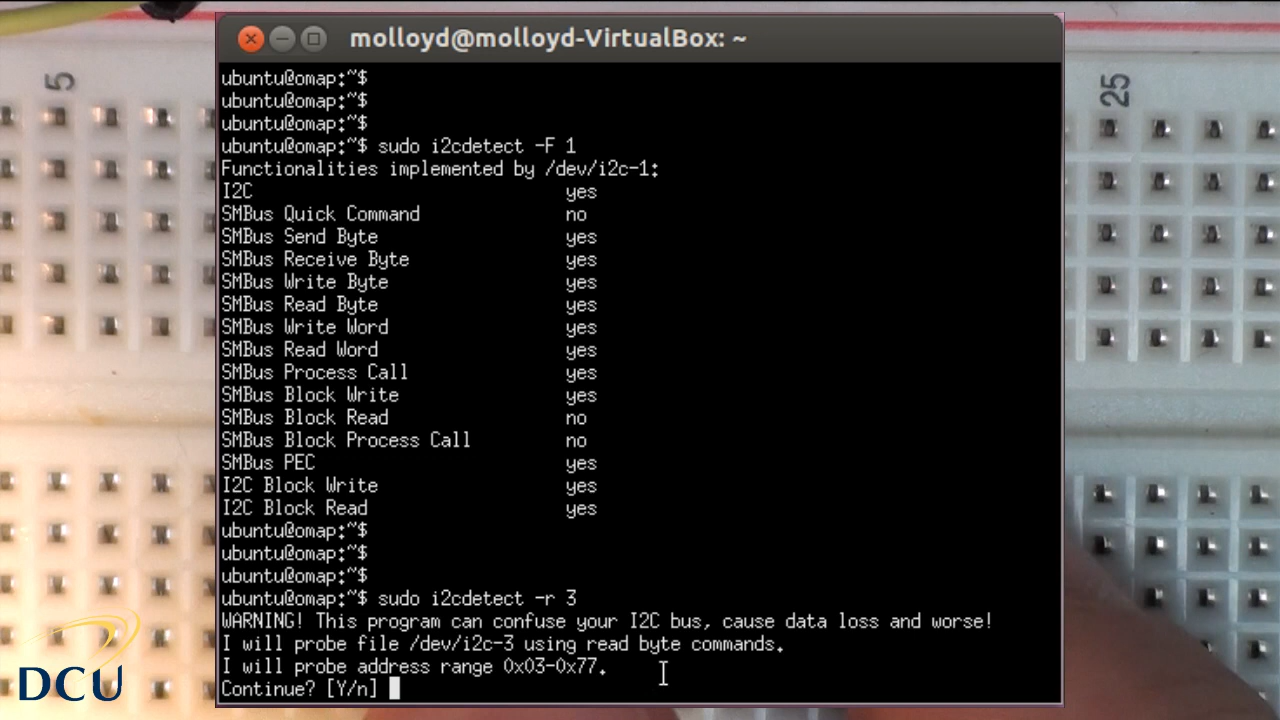 5
25
molloyd@molloyd-VirtualBox: ~
ubuntu@omap:~$
ubuntu@omap:~$
ubuntu@omap:~$
ubuntu@omap:~$ sudo i2cdetect -F 1
Functionalities implemented by /dev/i2c-1:
I2C yes
SMBus Quick Command no
SMBus Send Byte yes
SMBus Receive Byte yes
SMBus Write Byte yes
SMBus Read Byte yes
SMBus Write Word yes
SMBus Read Word yes
SMBus Process Call yes
SMBus Block Write yes
SMBus Block Read no
SMBus Block Process Call no
SMBus PEC yes
I2C Block Write yes
I2C Block Read yes
ubuntu@omap:~$
ubuntu@omap:~$
ubuntu@omap:~$
ubuntu@omap:~$ sudo i2cdetect -r 3
WARNING! This program can confuse your I2C bus, cause data loss and worse!
I will probe file /dev/i2c-3 using read byte commands.
I will probe address range 0x03-0x77.
Continue? [Y/n]
DCU